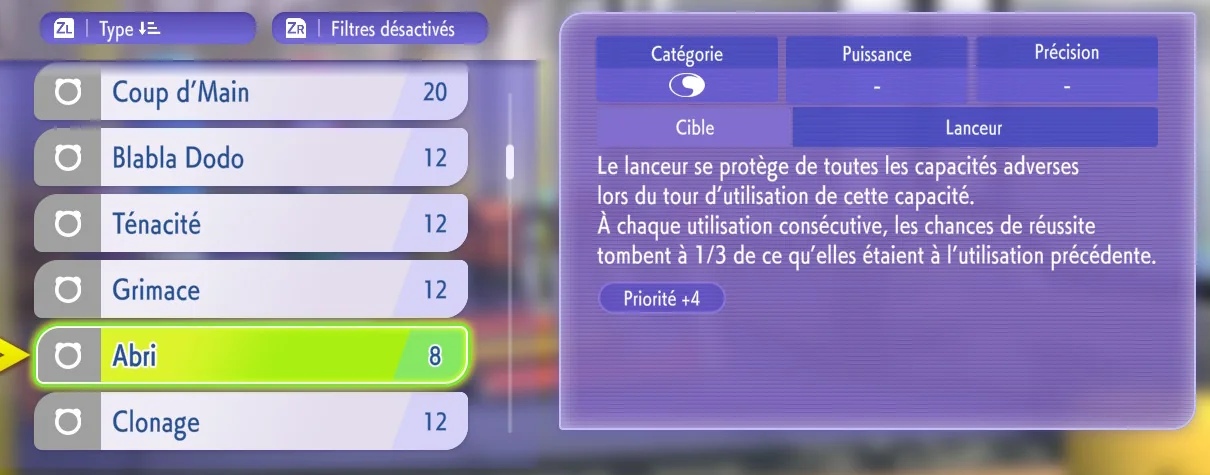 ZL Type
ZR Filtres désactivés
Coup d'Main 20
Blabla Dodo 12
Ténacité 12
Grimace 12
Abri 8
Clonage 12
Catégorie Puissance Précision
- -
Cible Lanceur
Le lanceur se protège de toutes les capacités adverses
lors du tour d'utilisation de cette capacité.
À chaque utilisation consécutive, les chances de réussite
tombent à 1/3 de ce qu'elles étaient à l'utilisation précédente.
Priorité +4